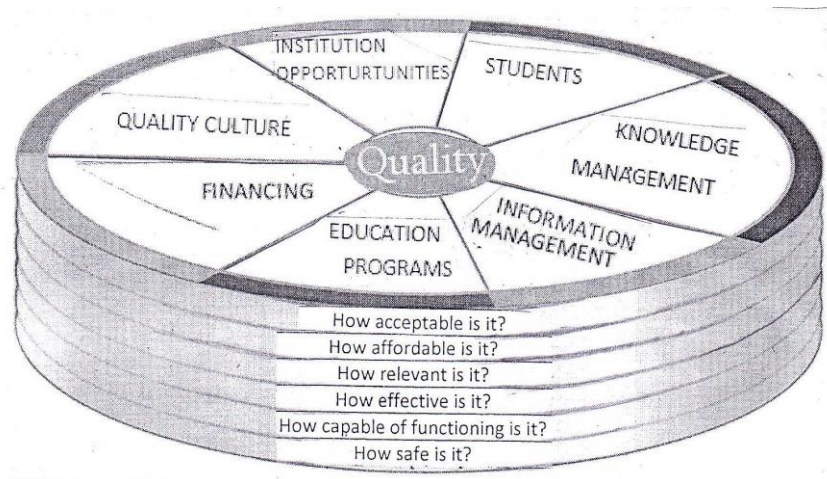 INSTITUTION
OPPORTURTUNITIES
STUDENTS
QUALITY CULTURE
KNOWLEDGE
MANAGEMENT
Quality
FINANCING
INFORMATION
MANAGEMENT
EDUCATION
PROGRAMS
How acceptable is it?
How affordable is it?
How relevant is it?
How effective is it?
How capable of functioning is it?
How safe is it?